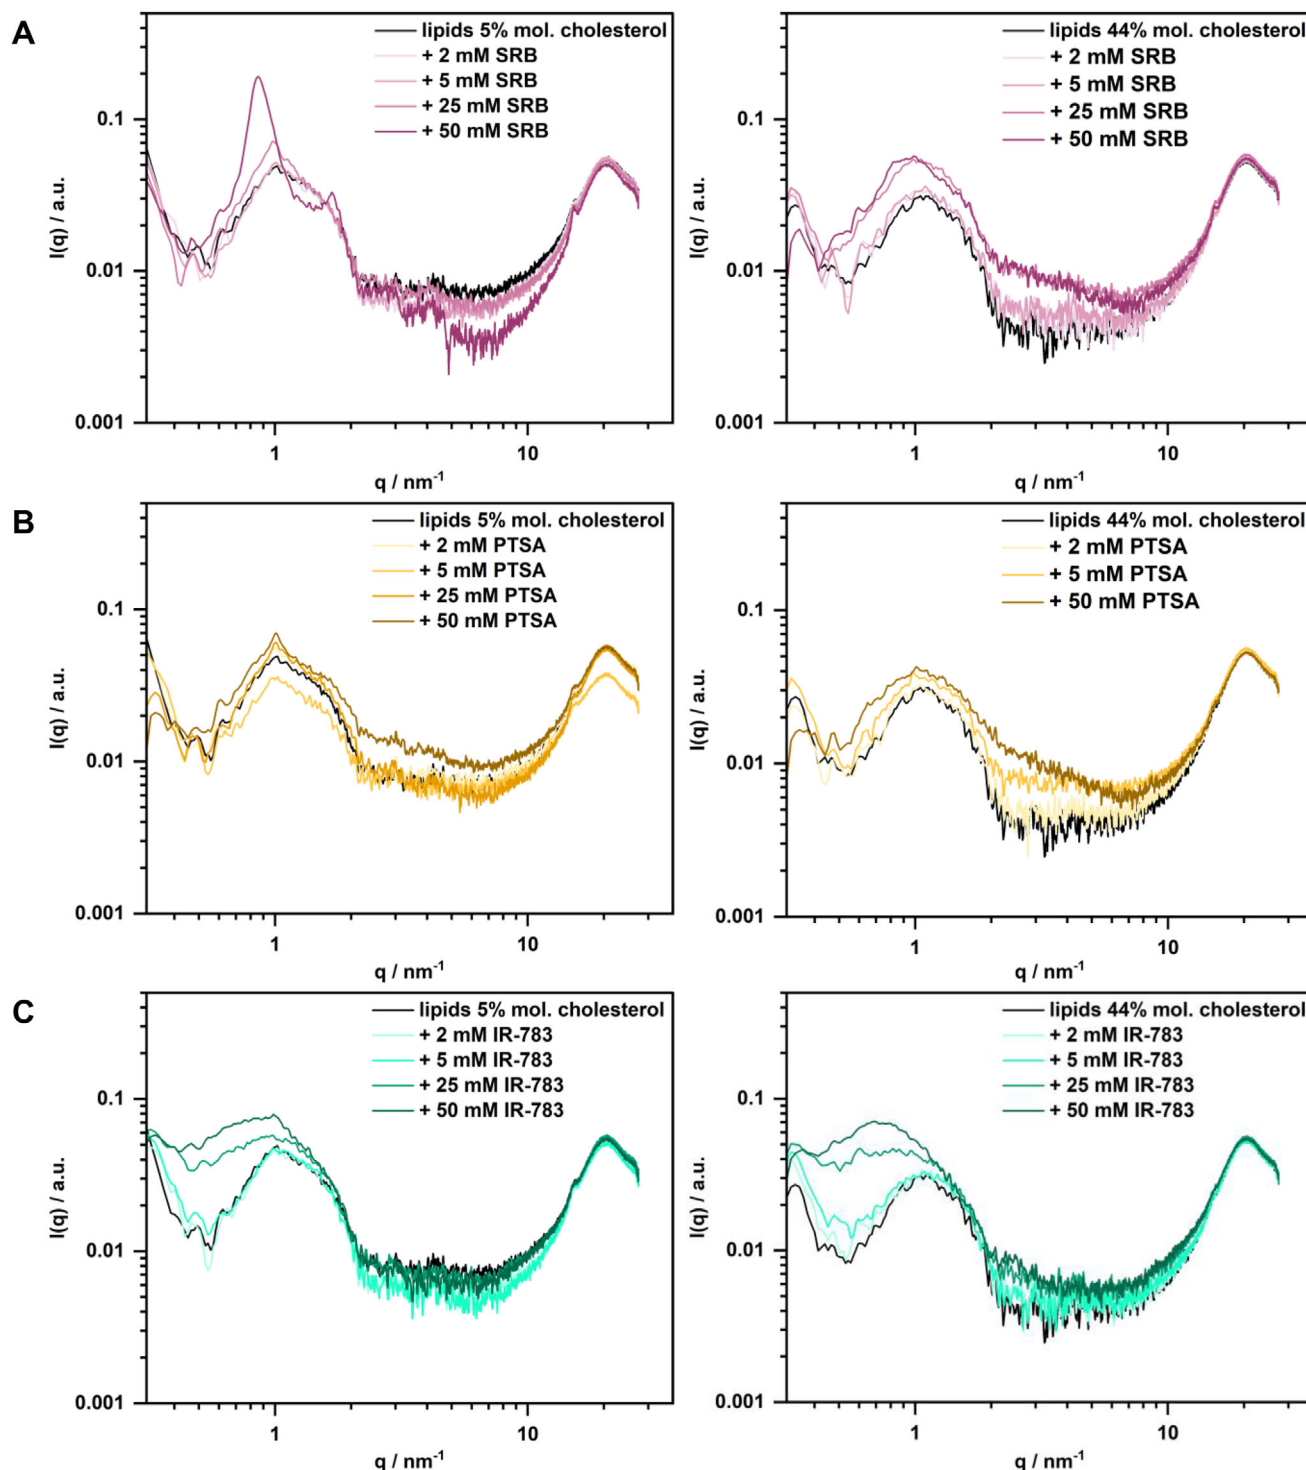 A
lipids 5% mol. cholesterol
+ 2 mM SRB
+ 5 mM SRB
+ 25 mM SRB
+ 50 mM SRB
0.1
0.01
0.001
I(q) / a.u.
1
10
q / nm⁻¹
lipids 44% mol. cholesterol
+ 2 mM SRB
+ 5 mM SRB
+ 25 mM SRB
+ 50 mM SRB
0.1
0.01
0.001
I(q) / a.u.
1
10
q / nm⁻¹
B
lipids 5% mol. cholesterol
+ 2 mM PTSA
+ 5 mM PTSA
+ 25 mM PTSA
+ 50 mM PTSA
0.1
0.01
0.001
I(q) / a.u.
1
10
q / nm⁻¹
lipids 44% mol. cholesterol
+ 2 mM PTSA
+ 5 mM PTSA
+ 50 mM PTSA
0.1
0.01
0.001
I(q) / a.u.
1
10
q / nm⁻¹
C
lipids 5% mol. cholesterol
+ 2 mM IR-783
+ 5 mM IR-783
+ 25 mM IR-783
+ 50 mM IR-783
0.1
0.01
0.001
I(q) / a.u.
1
10
q / nm⁻¹
lipids 44% mol. cholesterol
+ 2 mM IR-783
+ 5 mM IR-783
+ 25 mM IR-783
+ 50 mM IR-783
0.1
0.01
0.001
I(q) / a.u.
1
10
q / nm⁻¹